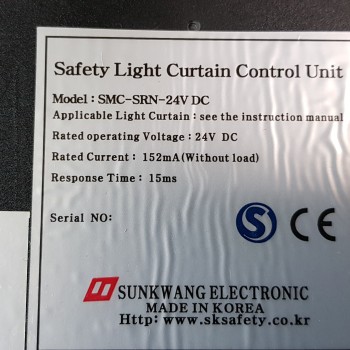 Safety Light Curtain Control Unit
Model : SMC-SRN-24V DC
Applicable Light Curtain : see the instruction manual
Rated operating Voltage : 24V DC
Rated Current : 152mA(Without load)
Response Time : 15ms
Serial NO:
S CE
SUNKWANG ELECTRONIC
MADE IN KOREA
Http: www.sksafety.co.kr